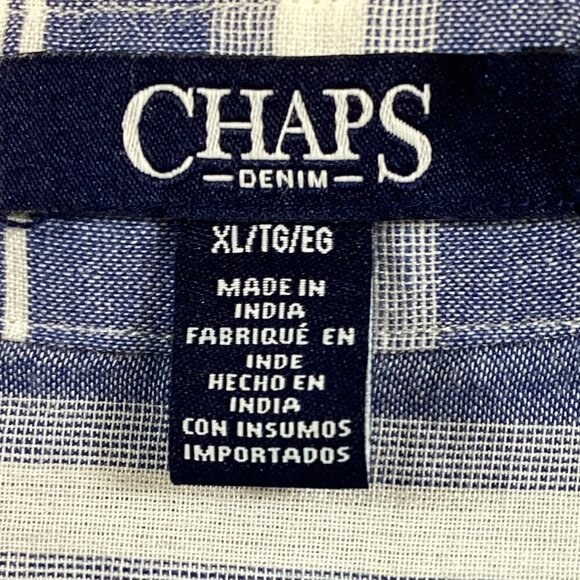 CHAPS
— DENIM —
XL/TG/EG
MADE IN
INDIA
FABRIQUÉ EN
INDE
HECHO EN
INDIA
CON INSUMOS
IMPORTADOS